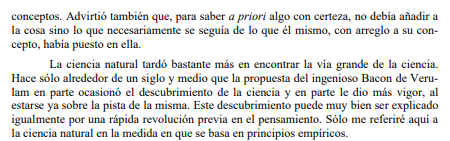 conceptos. Advirtió también que, para saber a priori algo con certeza, no debía añadir a
la cosa sino lo que necesariamente se seguía de lo que él mismo, con arreglo a su con-
cepto, había puesto en ella.
La ciencia natural tardó bastante más en encontrar la vía grande de la ciencia.
Hace sólo alrededor de un siglo y medio que la propuesta del ingenioso Bacon de Veru-
lam en parte ocasionó el descubrimiento de la ciencia y en parte le dio más vigor, al
estarse ya sobre la pista de la misma. Este descubrimiento puede muy bien ser explicado
igualmente por una rápida revolución previa en el pensamiento. Sólo me referiré aquí a
la ciencia natural en la medida en que se basa en principios empíricos.